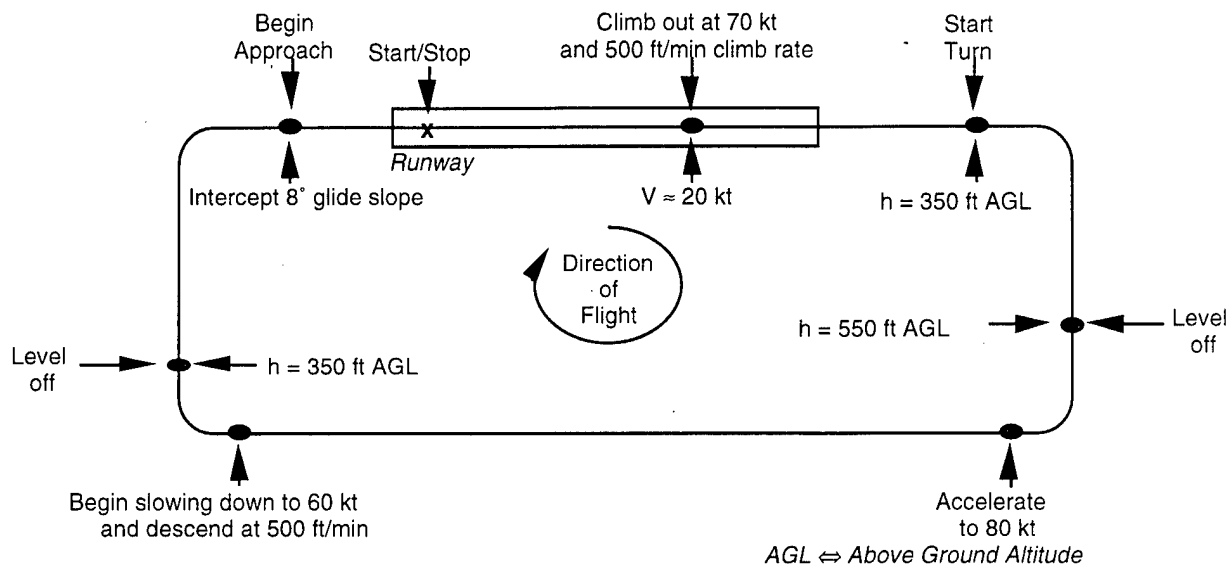 Begin
Approach
Start/Stop
Climb out at 70 kt
and 500 ft/min climb rate
Start
Turn
x
Runway
Intercept 8° glide slope
V ≈ 20 kt
h = 350 ft AGL
Direction
of
Flight
h = 550 ft AGL
Level
off
Level
off
h = 350 ft AGL
Begin slowing down to 60 kt
and descend at 500 ft/min
Accelerate
to 80 kt
AGL ⇔ Above Ground Altitude